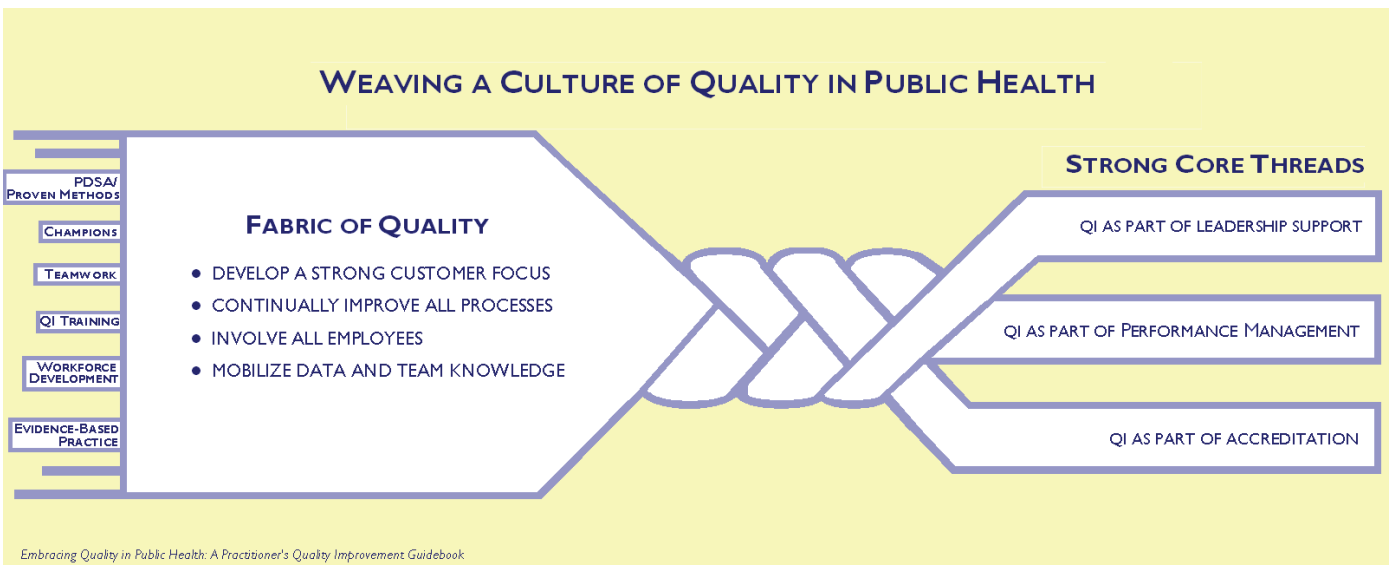 WEAVING A CULTURE OF QUALITY IN PUBLIC HEALTH
STRONG CORE THREADS
PDSA/
PROVEN METHODS
CHAMPIONS
TEAMWORK
QI TRAINING
WORKFORCE
DEVELOPMENT
EVIDENCE-BASED
PRACTICE
FABRIC OF QUALITY
● DEVELOP A STRONG CUSTOMER FOCUS
● CONTINUALLY IMPROVE ALL PROCESSES
● INVOLVE ALL EMPLOYEES
● MOBILIZE DATA AND TEAM KNOWLEDGE
QI AS PART OF LEADERSHIP SUPPORT
QI AS PART OF PERFORMANCE MANAGEMENT
QI AS PART OF ACCREDITATION
Embracing Quality in Public Health: A Practitioner's Quality Improvement Guidebook